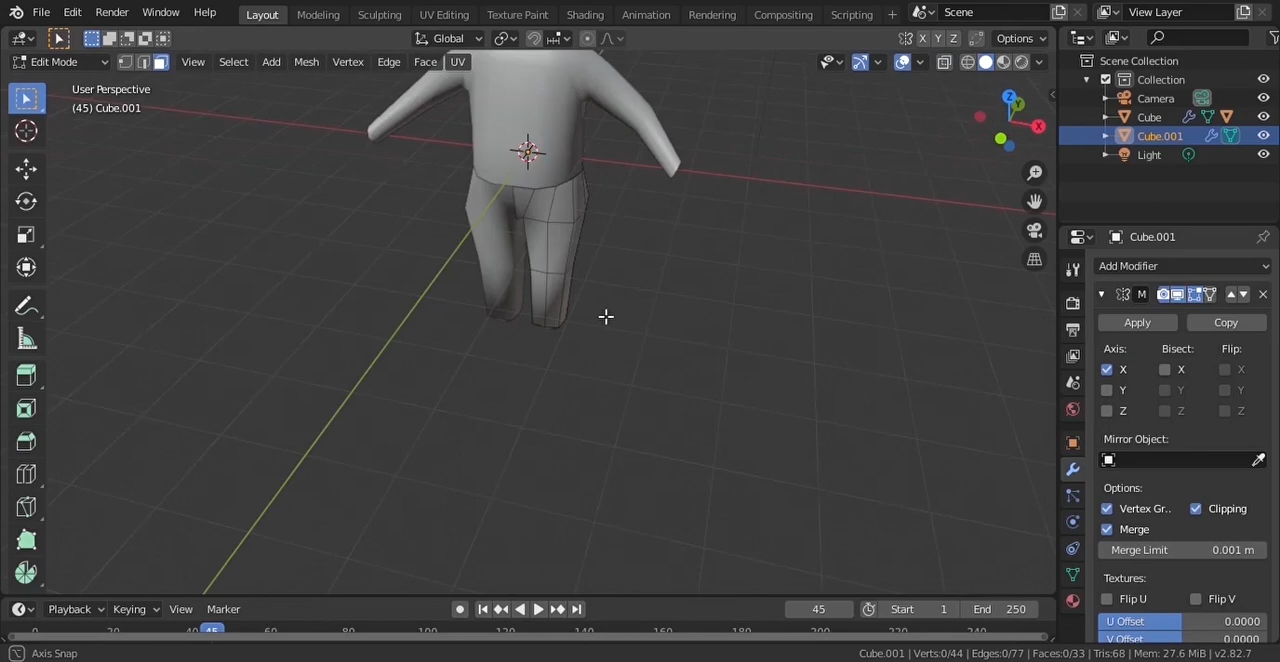 File Edit Render Window Help Layout Modeling Sculpting UV Editing Texture Paint Shading Animation Rendering Compositing Scripting + Scene View Layer
Global X Y Z Options
Edit Mode View Select Add Mesh Vertex Edge Face UV
User Perspective
(45) Cube.001
Z
Y
X
Scene Collection
Collection
Camera
Cube
Cube.001
Light
Cube.001
Add Modifier
M
Apply Copy
Axis: Bisect: Flip:
X X X
Y Y Y
Z Z Z
Mirror Object:
Options:
Vertex Gr.. Clipping
Merge
Merge Limit 0.001 m
Textures:
Flip U Flip V
U Offset 0.0000
V Offset 0.0000
Playback Keying View Marker 45 Start 1 End 250
0 20 40 45 60 80 100 120 140 160 180 200 220 240
Axis Snap Cube.001 | Verts:0/44 | Edges:0/77 | Faces:0/33 | Tris:68 | Mem: 27.6 MiB | v2.82.7